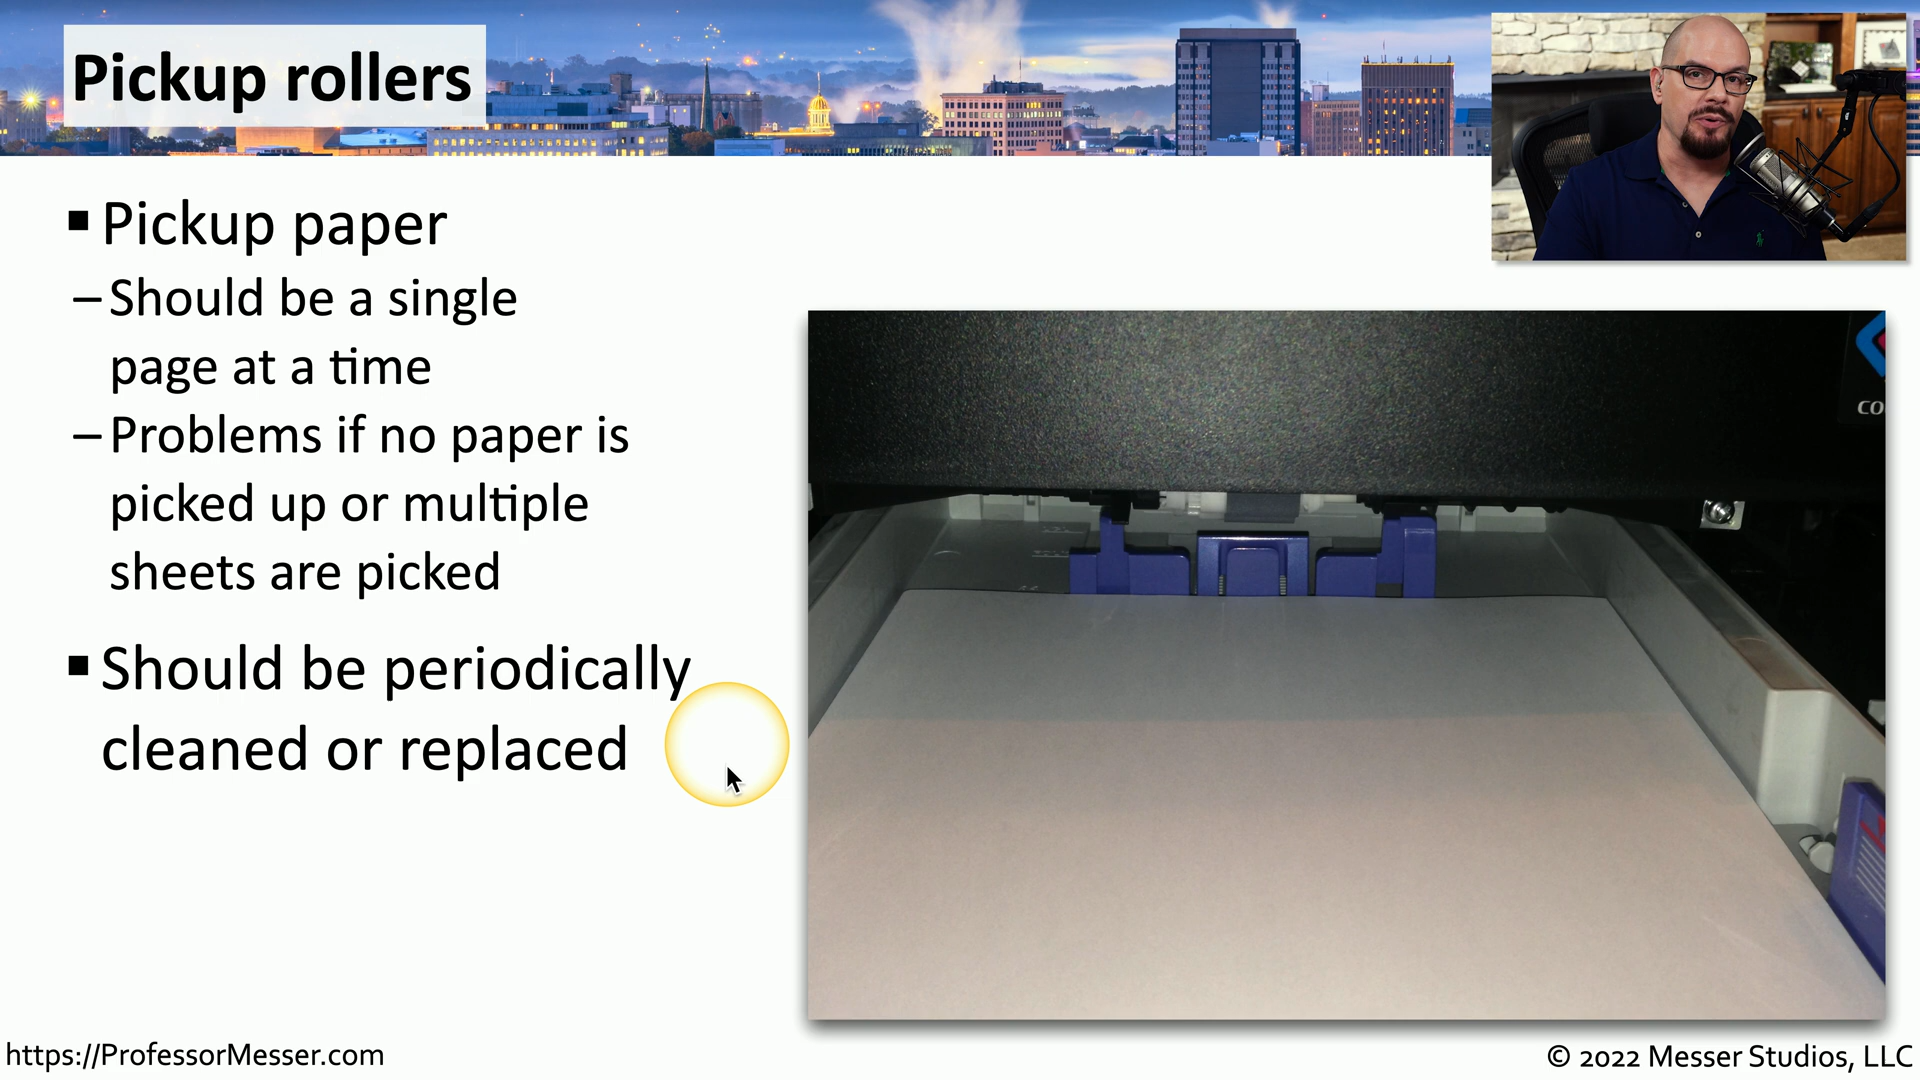 Pickup rollers
▪ Pickup paper
– Should be a single
page at a time
– Problems if no paper is
picked up or multiple
sheets are picked
▪ Should be periodically
cleaned or replaced
CO
https://ProfessorMesser.com
© 2022 Messer Studios, LLC